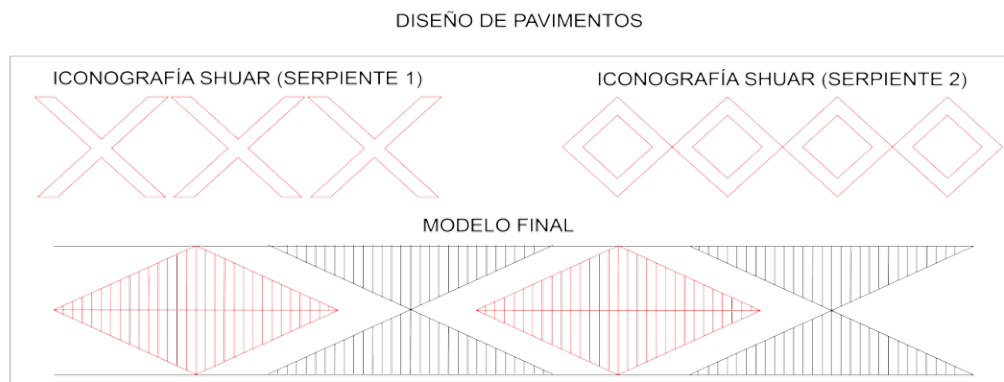 DISEÑO DE PAVIMENTOS
ICONOGRAFÍA SHUAR (SERPIENTE 1)
ICONOGRAFÍA SHUAR (SERPIENTE 2)
MODELO FINAL